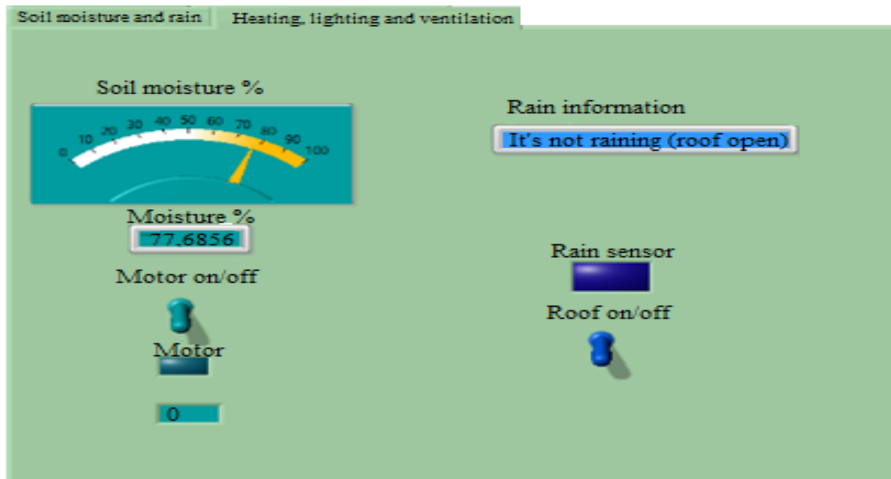 Soil moisture and rain
Heating, lighting and ventilation
Soil moisture %
0 10 20 30 40 50 60 70 80 90 100
Moisture %
77,6856
Motor on/off
Motor
0
Rain information
It's not raining (roof open)
Rain sensor
Roof on/off